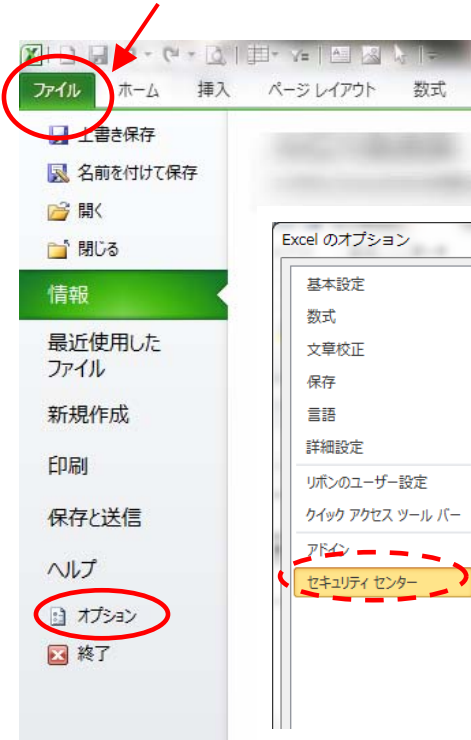 ファイル ホーム 挿入 ページ レイアウト 数式
上書き保存
名前を付けて保存
開く
閉じる
情報
最近使用した
ファイル
新規作成
印刷
保存と送信
ヘルプ
オプション
終了
Excel のオプション
基本設定
数式
文章校正
保存
言語
詳細設定
リボンのユーザー設定
クイック アクセス ツール バー
アドイン
セキュリティ センター